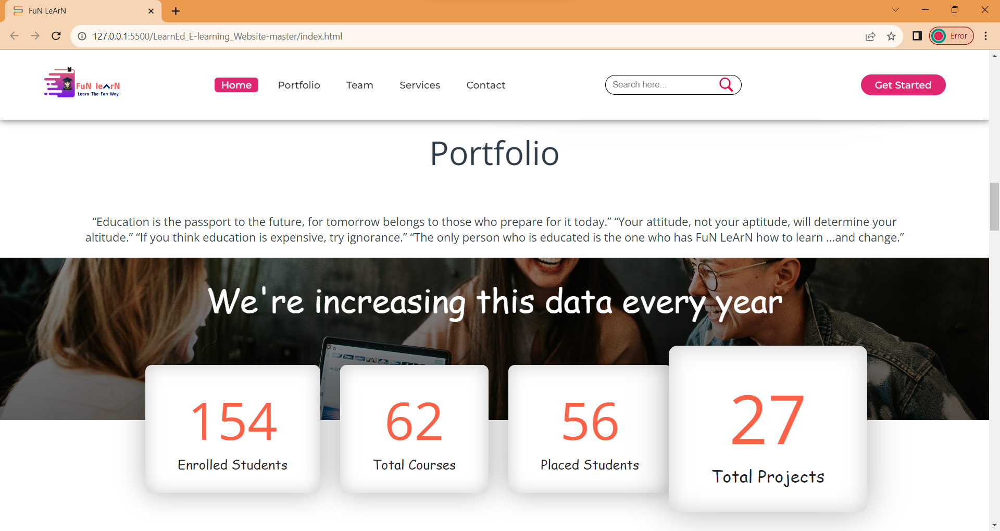 FuN LeArN
127.0.0.1:5500/LearnEd_E-learning_Website-master/index.html
Error
FuN leArN
Learn The Fun Way
Home Portfolio Team Services Contact
Search here...
Get Started
Portfolio
“Education is the passport to the future, for tomorrow belongs to those who prepare for it today.” “Your attitude, not your aptitude, will determine your
altitude.” “If you think education is expensive, try ignorance.” “The only person who is educated is the one who has FuN LeArN how to learn ...and change.”
We're increasing this data every year
154
Enrolled Students
62
Total Courses
56
Placed Students
27
Total Projects